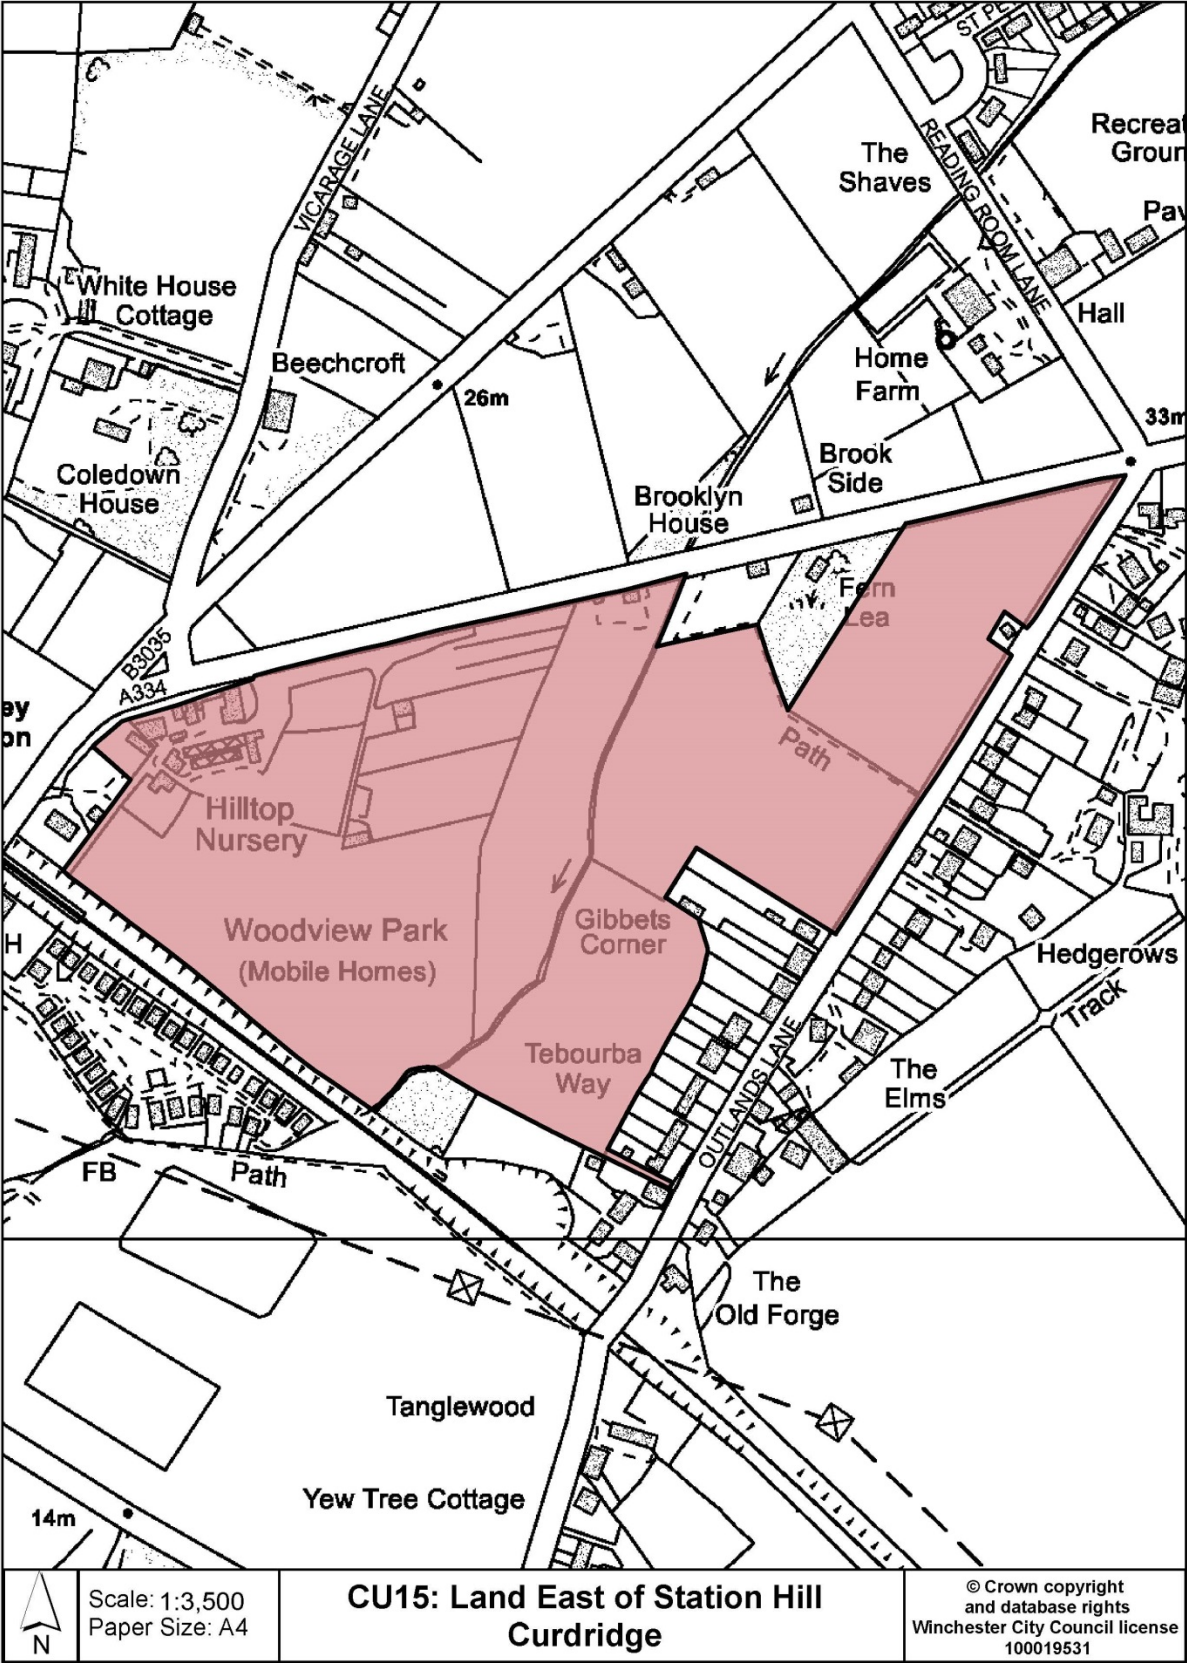 ST PE
Recreat
Groun
READING ROOM LANE
The
Shaves
VICARAGE LANE
Pav
White House
Cottage
Hall
Beechcroft
Home
Farm
26m
33m
Brook
Side
Coledown
House
Brooklyn
House
Fern
Lea
B3035
A334
ey
on
Path
Hilltop
Nursery
Woodview Park
(Mobile Homes)
Gibbets
Corner
H
Hedgerows
Track
Tebourba
Way
OUTLANDS LANE
The
Elms
FB
Path
The
Old Forge
Tanglewood
Yew Tree Cottage
14m
N
Scale: 1:3,500
Paper Size: A4
CU15: Land East of Station Hill
Curdridge
© Crown copyright
and database rights
Winchester City Council license
100019531